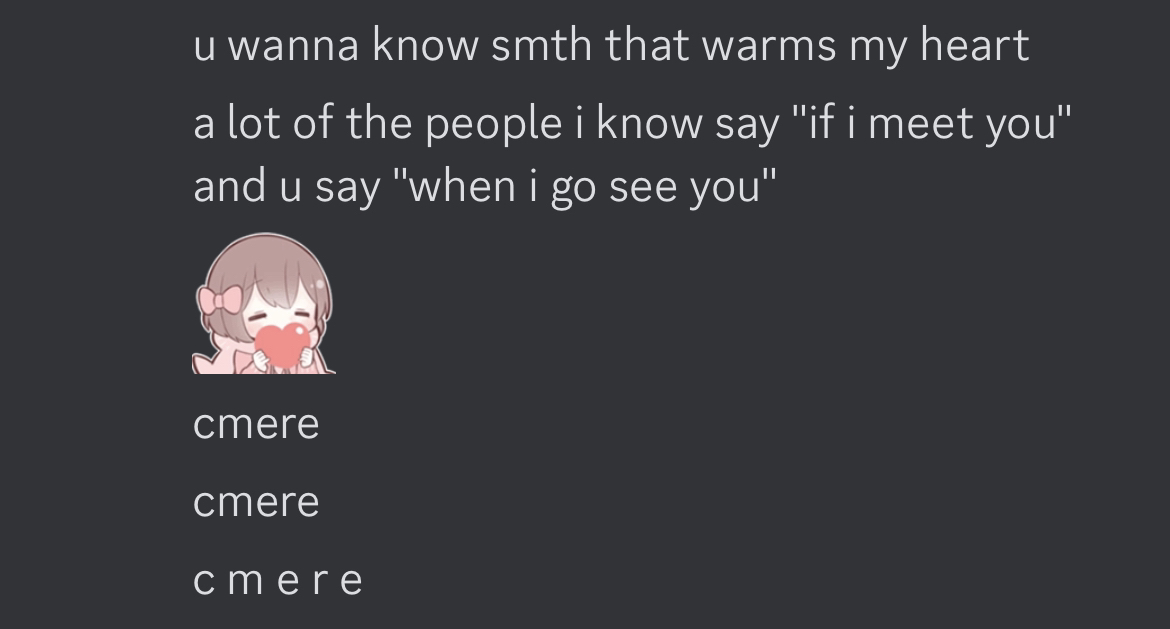 u wanna know smth that warms my heart
a lot of the people i know say "if i meet you"
and u say "when i go see you"
cmere
cmere
c m e r e